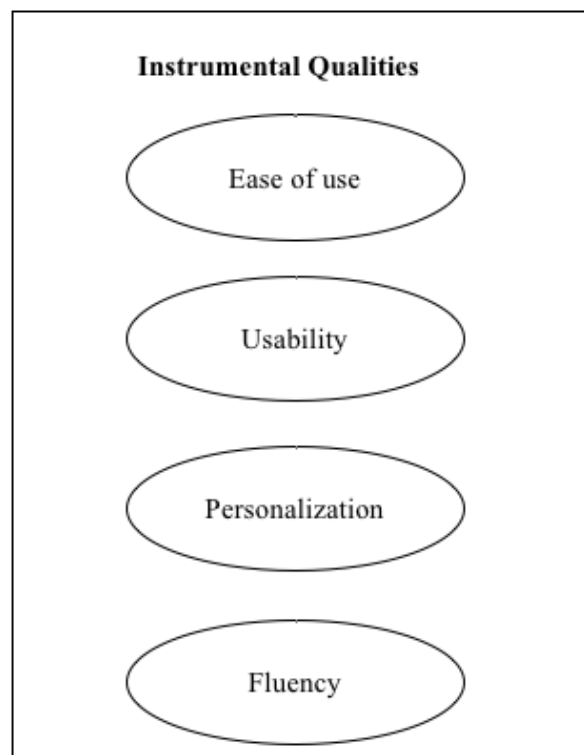 Instrumental Qualities
Ease of use
Usability
Personalization
Fluency